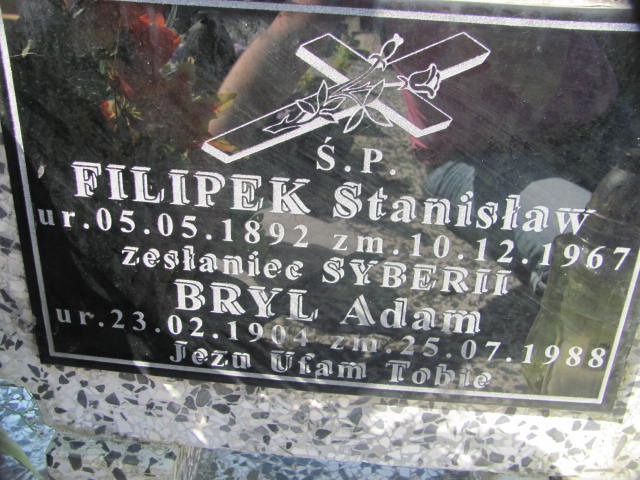 Ś.P.
FILIPEK Stanisław
ur.05.05.1892 zm.10.12.1967
zesłaniec SYBERII
BRYL Adam
ur.23.02.1904 zm.25.07.1988
Jezu Ufam Tobie